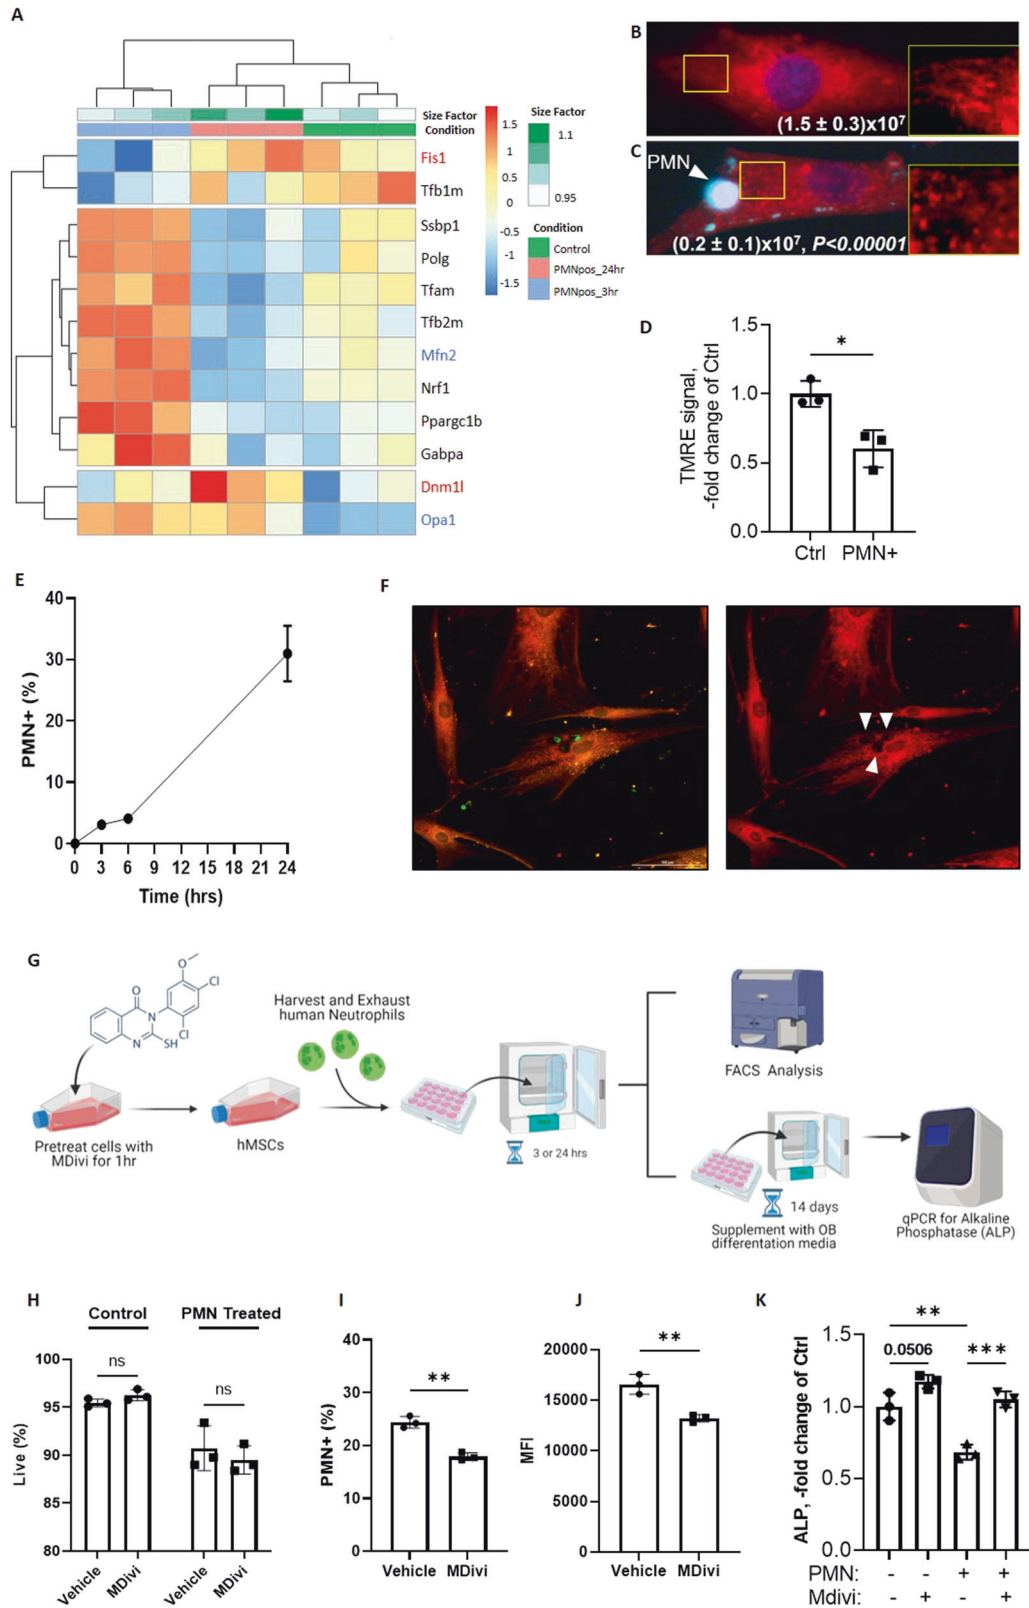 A
Size Factor
Condition
Fis1
Tfb1m
Ssbp1
Polg
Tfam
Tfb2m
Mfn2
Nrf1
Ppargc1b
Gabpa
Dnm1l
Opa1
1.5
1
0.5
0
-0.5
-1
-1.5
Size Factor
1.1
0.95
Condition
Control
PMNpos_24hr
PMNpos_3hr
B
(1.5 ± 0.3)x10⁷
C
PMN
(0.2 ± 0.1)x10⁷, P<0.00001
D
TMRE signal,
-fold change of Ctrl
1.5
1.0
0.5
0.0
*
Ctrl PMN+
E
PMN+ (%)
40
30
20
10
0
0 3 6 9 12 15 18 21 24
Time (hrs)
F
G
O
O
Cl
N
N
Cl
SH
Pretreat cells with
MDivi for 1hr
hMSCs
Harvest and Exhaust
human Neutrophils
3 or 24 hrs
FACS Analysis
14 days
Supplement with OB
differentation media
qPCR for Alkaline
Phosphatase (ALP)
H
Control PMN Treated
Live (%)
100
95
90
85
80
ns
ns
Vehicle MDivi Vehicle MDivi
I
PMN+ (%)
40
30
20
10
0
**
Vehicle MDivi
J
MFI
20000
15000
10000
5000
0
**
Vehicle MDivi
K
ALP, -fold change of Ctrl
1.5
1.0
0.5
0.0
**
0.0506
***
PMN: - - + +
Mdivi: - + - +